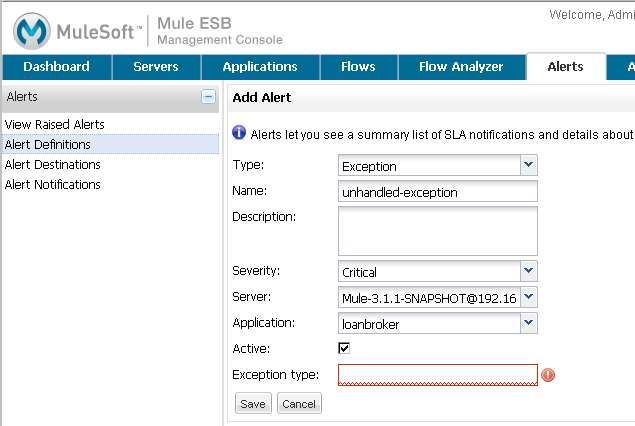 MuleSoft Mule ESB Management Console
Welcome, Admi
Dashboard Servers Applications Flows Flow Analyzer Alerts A
Alerts
View Raised Alerts
Alert Definitions
Alert Destinations
Alert Notifications
Add Alert
Alerts let you see a summary list of SLA notifications and details about
Type: Exception
Name: unhandled-exception
Description:
Severity: Critical
Server: Mule-3.1.1-SNAPSHOT@192.16
Application: loanbroker
Active:
Exception type:
Save Cancel